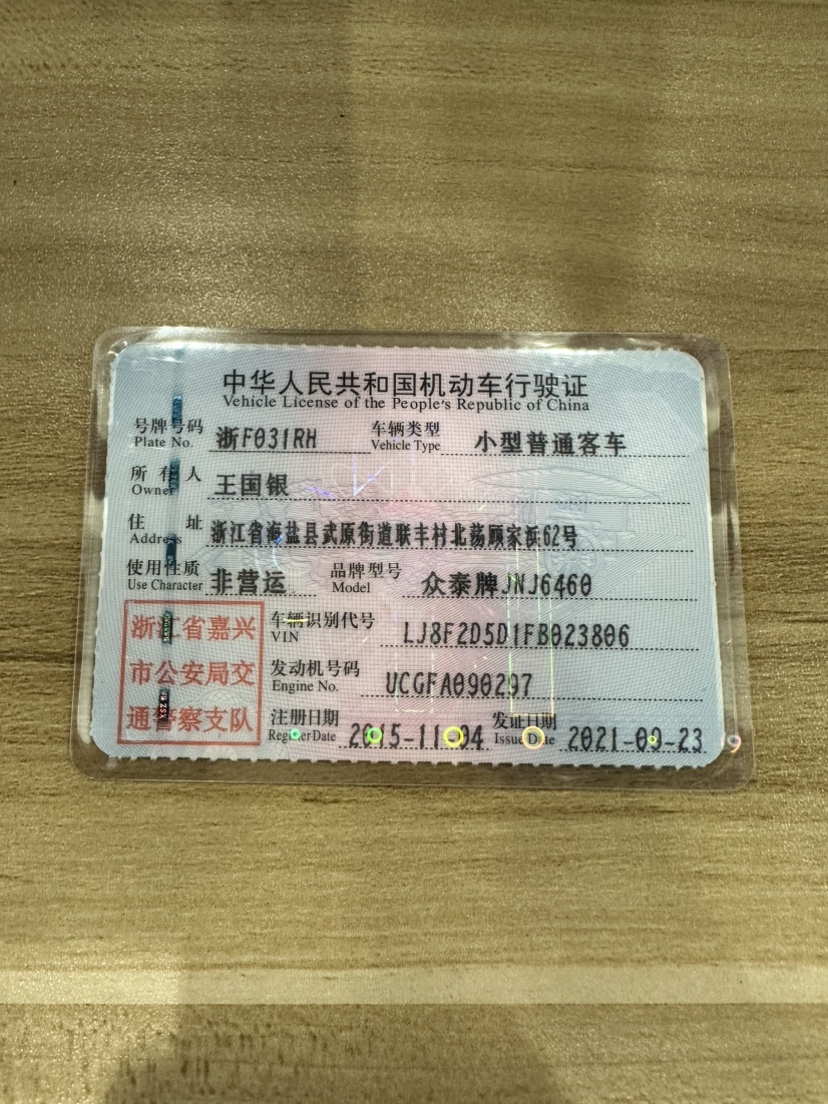 中华人民共和国机动车行驶证
Vehicle License of the People's Republic of China
号牌号码 浙F031RH 车辆类型 小型普通客车
Plate No. Vehicle Type
所有人 王国银
Owner
住址 浙江省海盐县武原街道联丰村北荡顾家浜62号
Address
使用性质 非营运 品牌型号 众泰牌JNJ6460
Use Character Model
浙江省嘉兴 车辆识别代号 LJ8F2D5D1FB023806
VIN
市公安局交 发动机号码 UCGFA090297
Engine No.
通警察支队 注册日期 2015-11-04 发证日期 2021-09-23
Register Date Issue Date